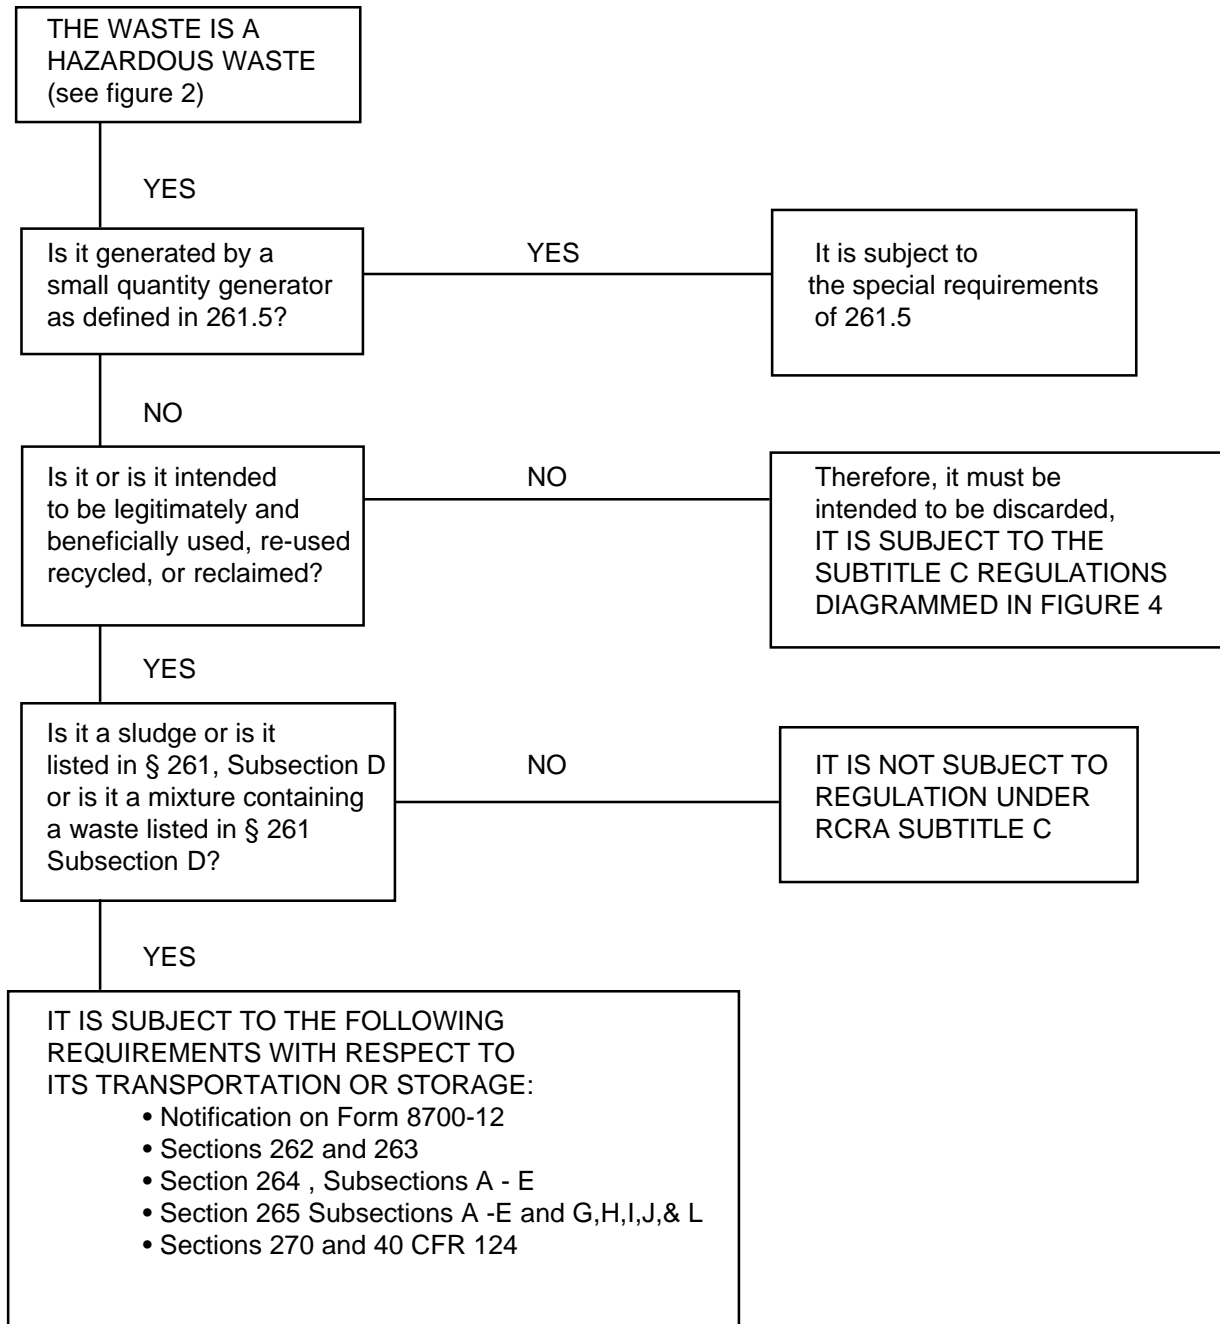 THE WASTE IS A
HAZARDOUS WASTE
(see figure 2)
YES
Is it generated by a
small quantity generator
as defined in 261.5?
YES
It is subject to
the special requirements
of 261.5
NO
Is it or is it intended
to be legitimately and
beneficially used, re-used
recycled, or reclaimed?
NO
Therefore, it must be
intended to be discarded,
IT IS SUBJECT TO THE
SUBTITLE C REGULATIONS
DIAGRAMMED IN FIGURE 4
YES
Is it a sludge or is it
listed in § 261, Subsection D
or is it a mixture containing
a waste listed in § 261
Subsection D?
NO
IT IS NOT SUBJECT TO
REGULATION UNDER
RCRA SUBTITLE C
YES
IT IS SUBJECT TO THE FOLLOWING
REQUIREMENTS WITH RESPECT TO
ITS TRANSPORTATION OR STORAGE:
• Notification on Form 8700-12
• Sections 262 and 263
• Section 264 , Subsections A - E
• Section 265 Subsections A -E and G,H,I,J,& L
• Sections 270 and 40 CFR 124